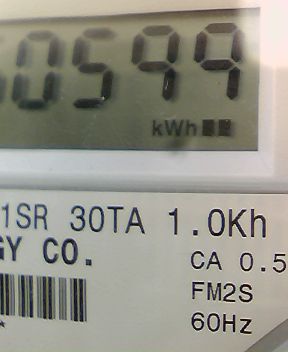 0599
kWh
1SR 30TA 1.0Kh
GY CO.
CA 0.5
FM2S
60Hz